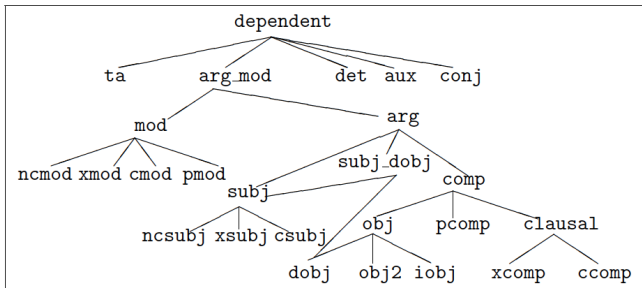 dependent
ta arg_mod det aux conj
mod arg
ncmod xmod cmod pmod subj_dobj
subj comp
ncsubj xsubj csubj obj pcomp clausal
dobj obj2 iobj xcomp ccomp